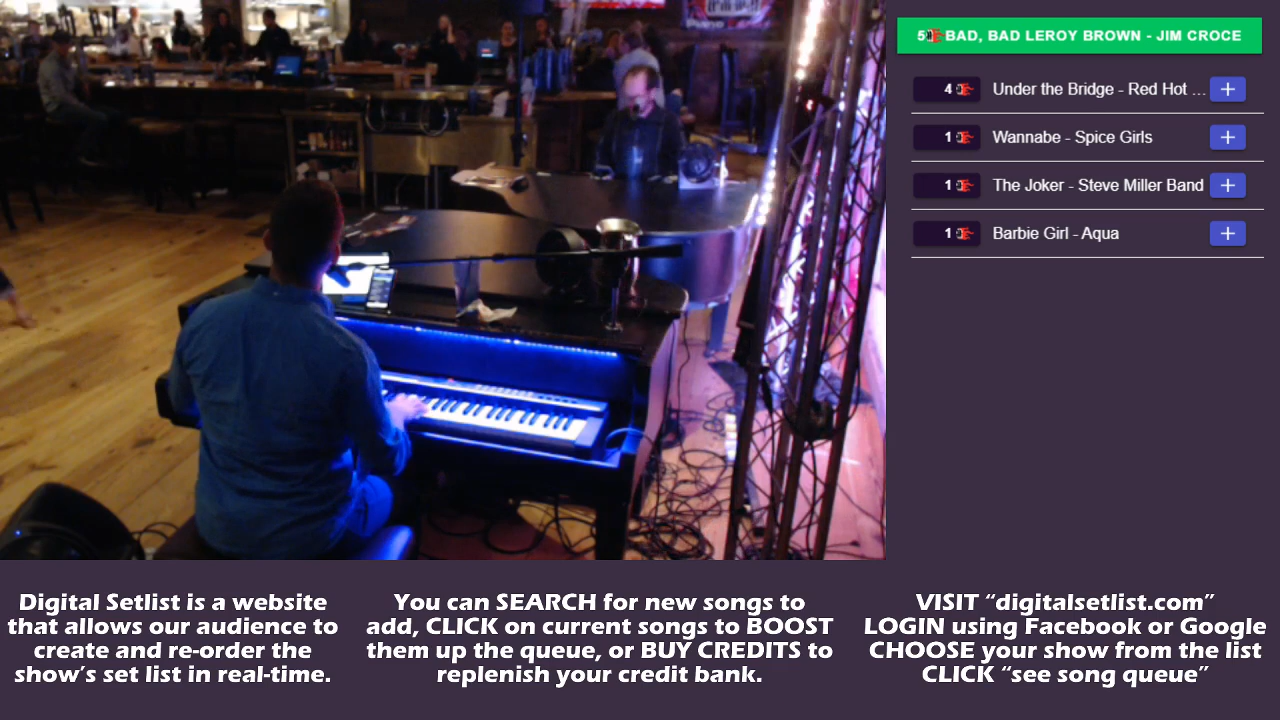 5 BAD, BAD LEROY BROWN - JIM CROCE
4 Under the Bridge - Red Hot ...
1 Wannabe - Spice Girls
1 The Joker - Steve Miller Band
1 Barbie Girl - Aqua
Digital Setlist is a website
that allows our audience to
create and re-order the
show's set list in real-time.
You can SEARCH for new songs to
add, CLICK on current songs to BOOST
them up the queue, or BUY CREDITS to
replenish your credit bank.
VISIT “digitalsetlist.com”
LOGIN using Facebook or Google
CHOOSE your show from the list
CLICK “see song queue”